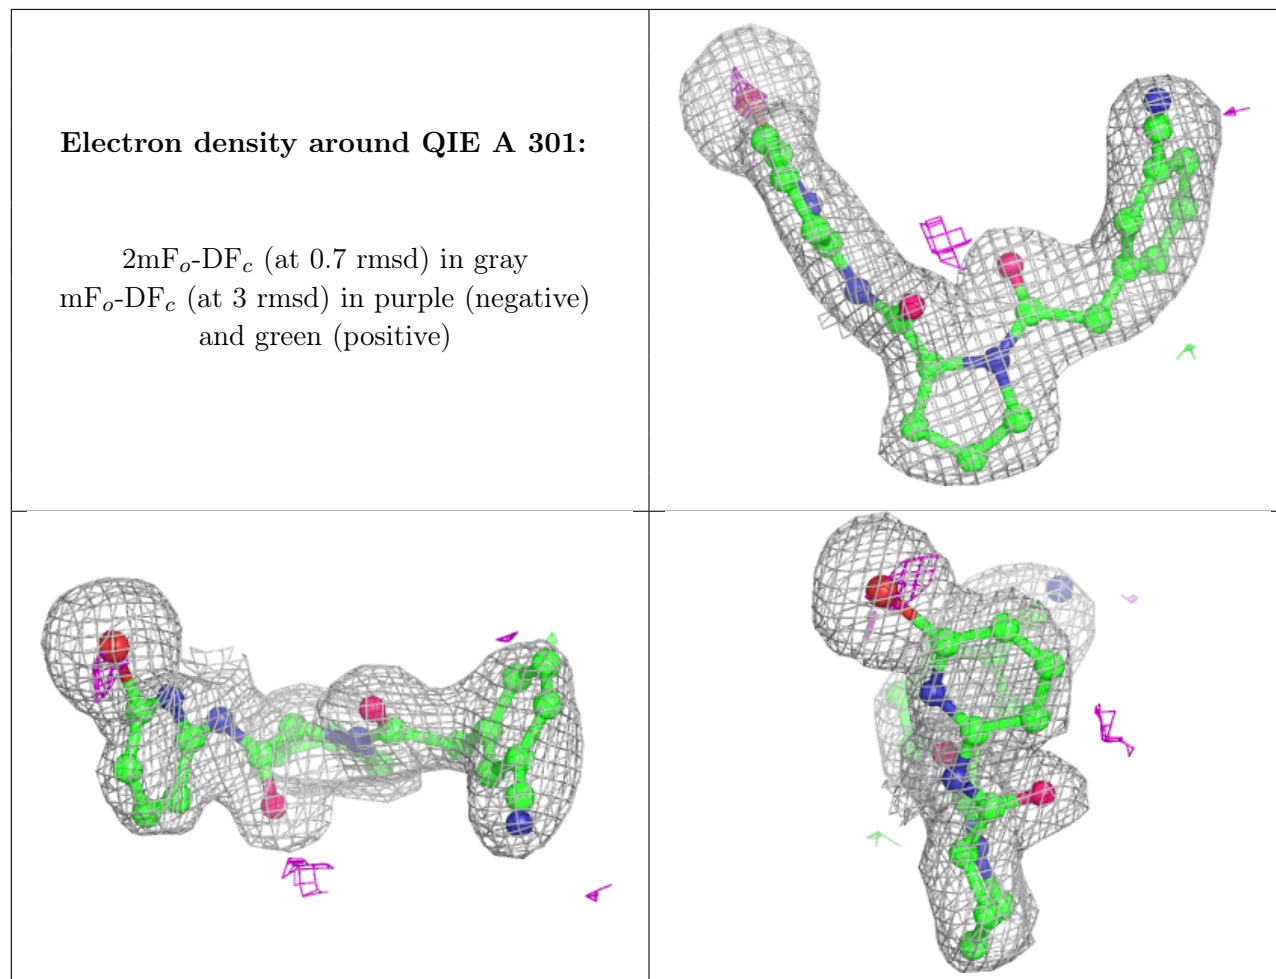 Electron density around QIE A 301:
2mFo-DFc (at 0.7 rmsd) in gray
mFo-DFc (at 3 rmsd) in purple (negative)
and green (positive)